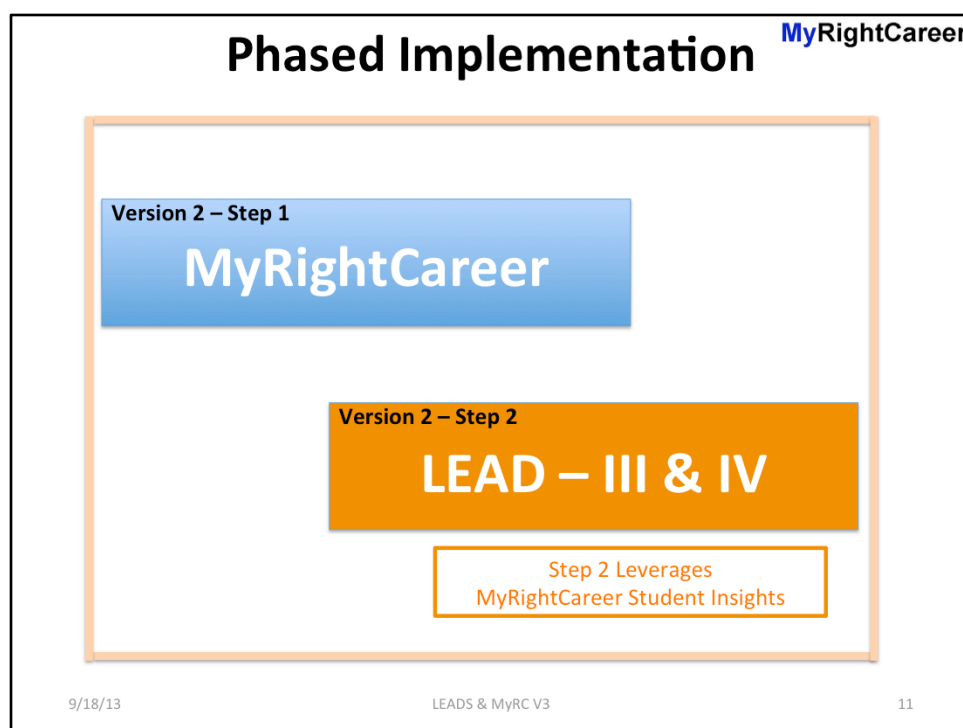 Phased Implementation
MyRightCareer
Version 2 – Step 1
MyRightCareer
Version 2 – Step 2
LEAD – III & IV
Step 2 Leverages
MyRightCareer Student Insights
9/18/13
LEADS & MyRC V3
11